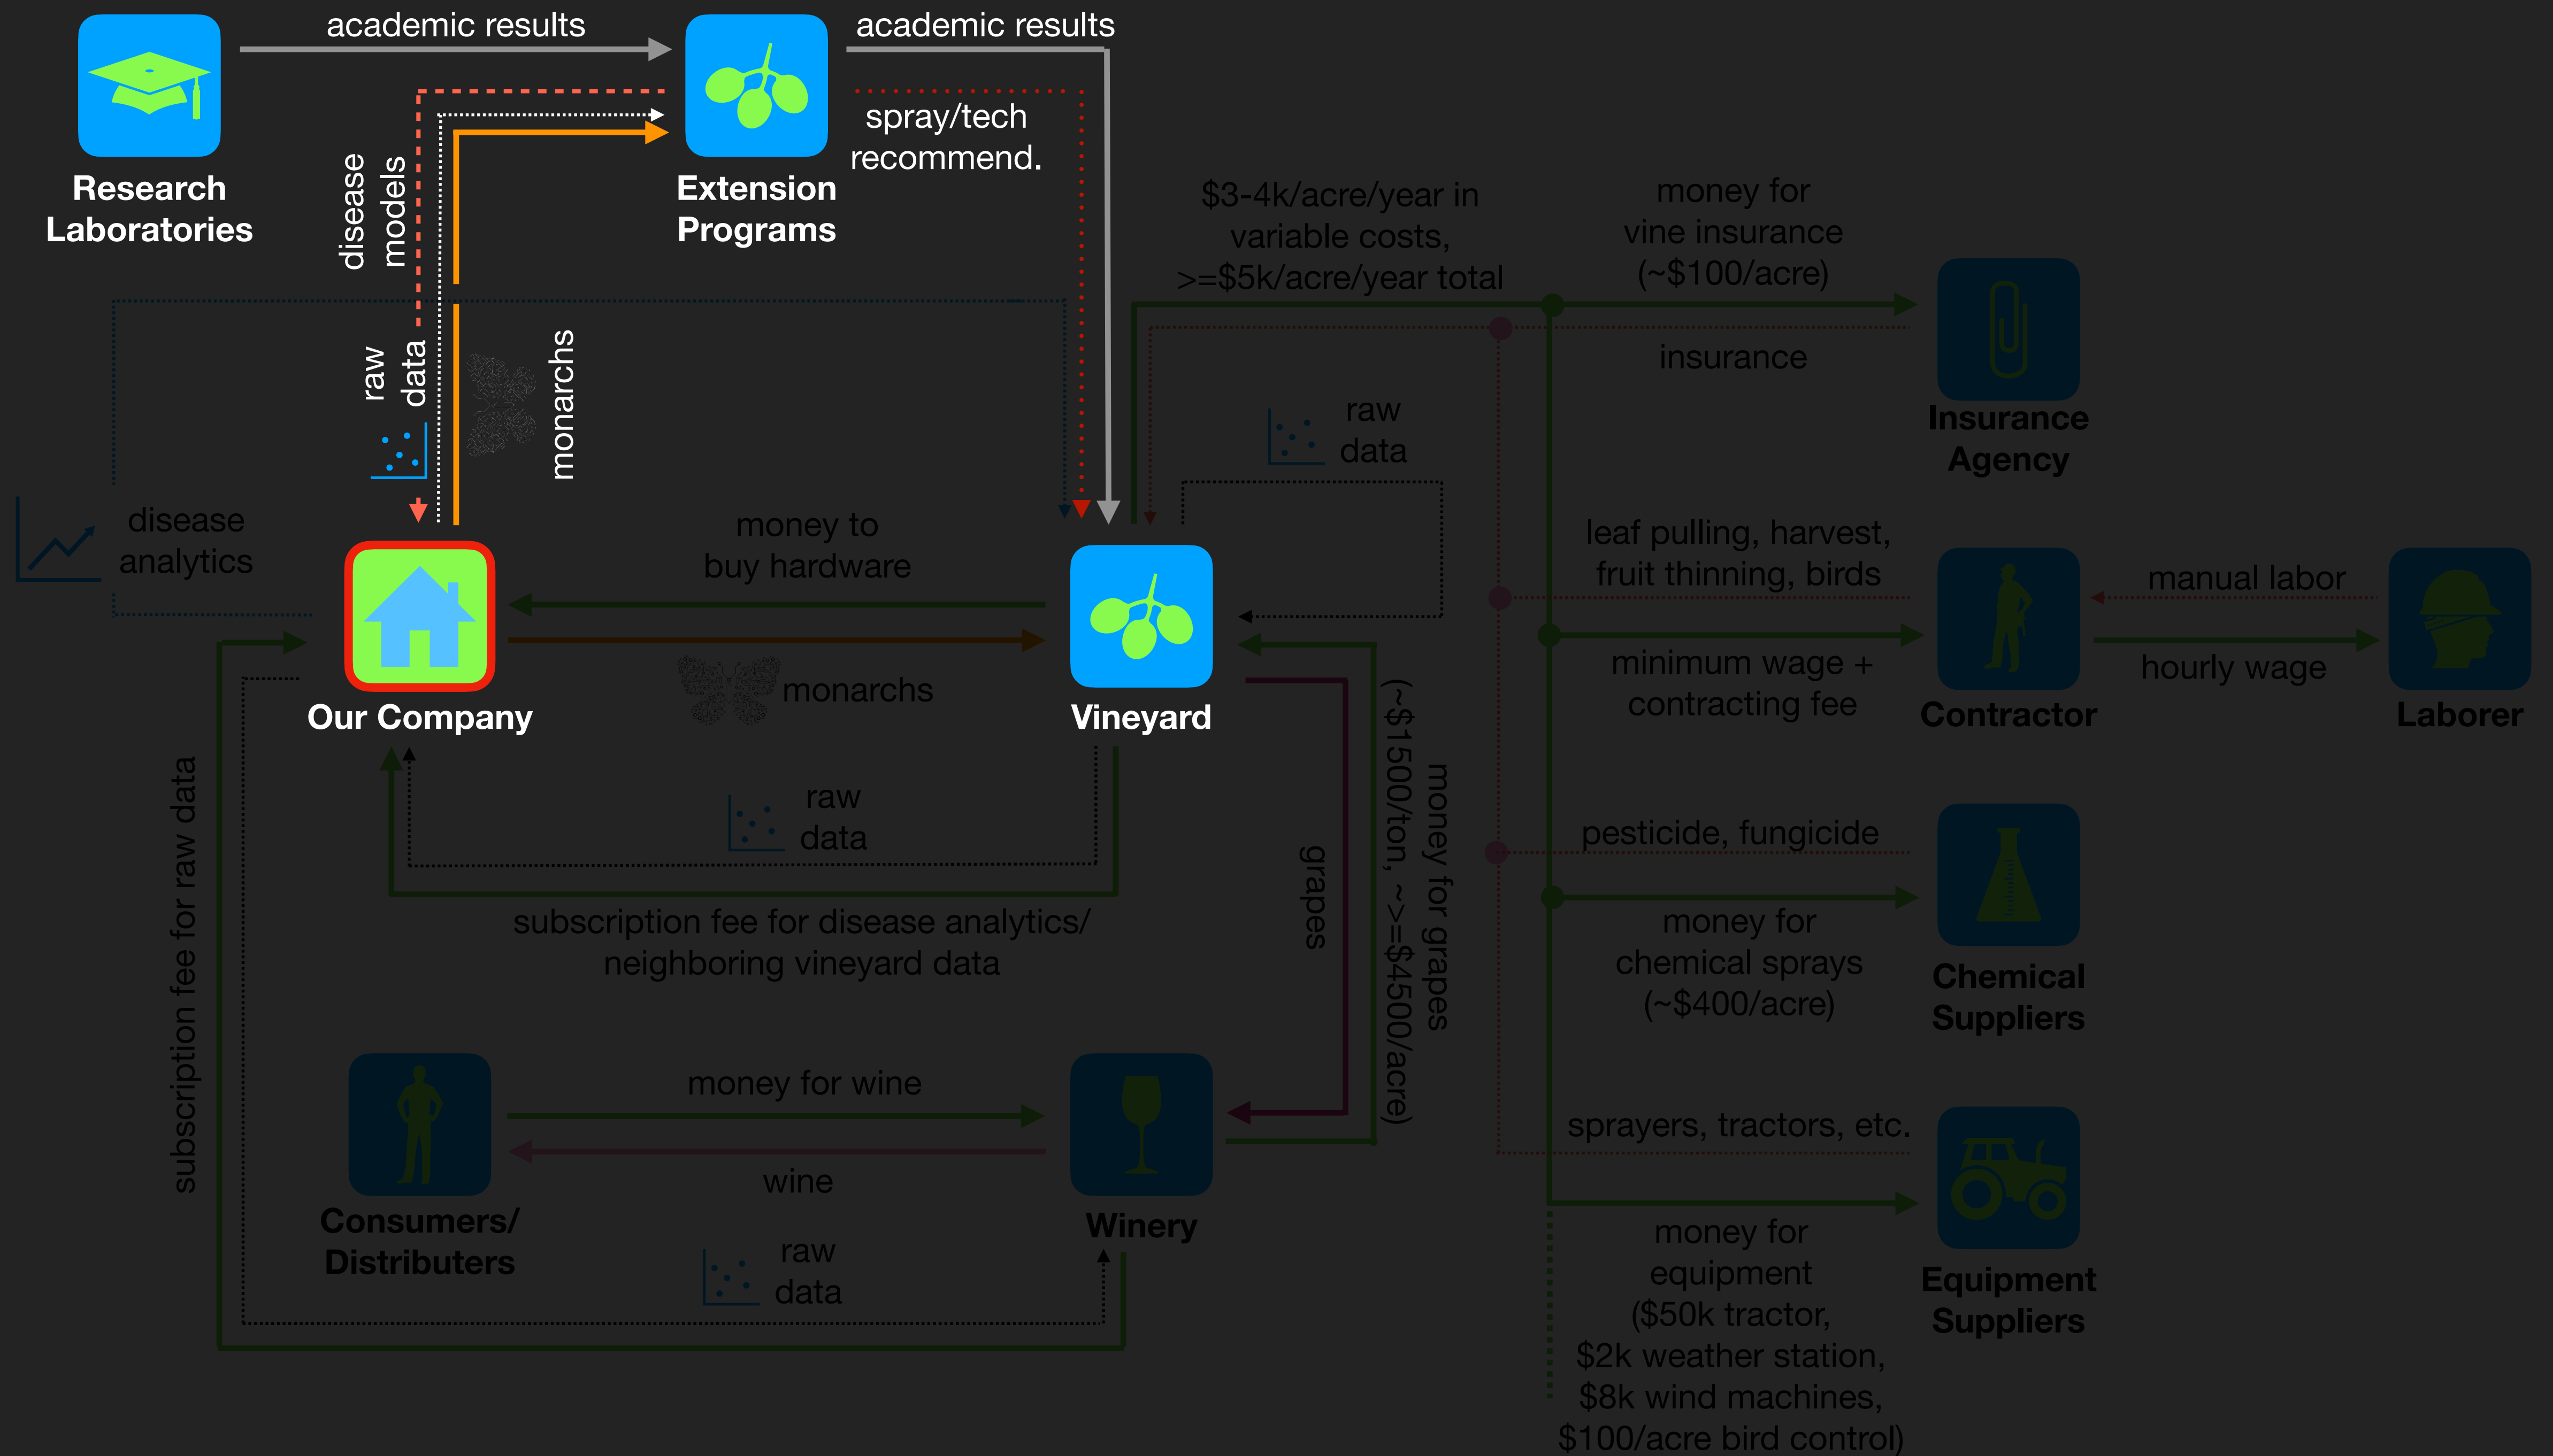 academic results
academic results
spray/tech
recommend.
Research
Laboratories
Extension
Programs
disease
models
raw
data
monarchs
$3-4k/acre/year in
variable costs,
>=$5k/acre/year total
money for
vine insurance
(~$100/acre)
insurance
Insurance
Agency
raw
data
disease
analytics
money to
buy hardware
monarchs
Our Company
Vineyard
leaf pulling, harvest,
fruit thinning, birds
minimum wage +
contracting fee
Contractor
manual labor
hourly wage
Laborer
raw
data
subscription fee for disease analytics/
neighboring vineyard data
subscription fee for raw data
grapes
money for grapes
(~$1500/ton, ~>=$4500/acre)
pesticide, fungicide
money for
chemical sprays
(~$400/acre)
Chemical
Suppliers
money for wine
wine
Consumers/
Distributers
Winery
raw
data
sprayers, tractors, etc.
money for
equipment
($50k tractor,
$2k weather station,
$8k wind machines,
$100/acre bird control)
Equipment
Suppliers